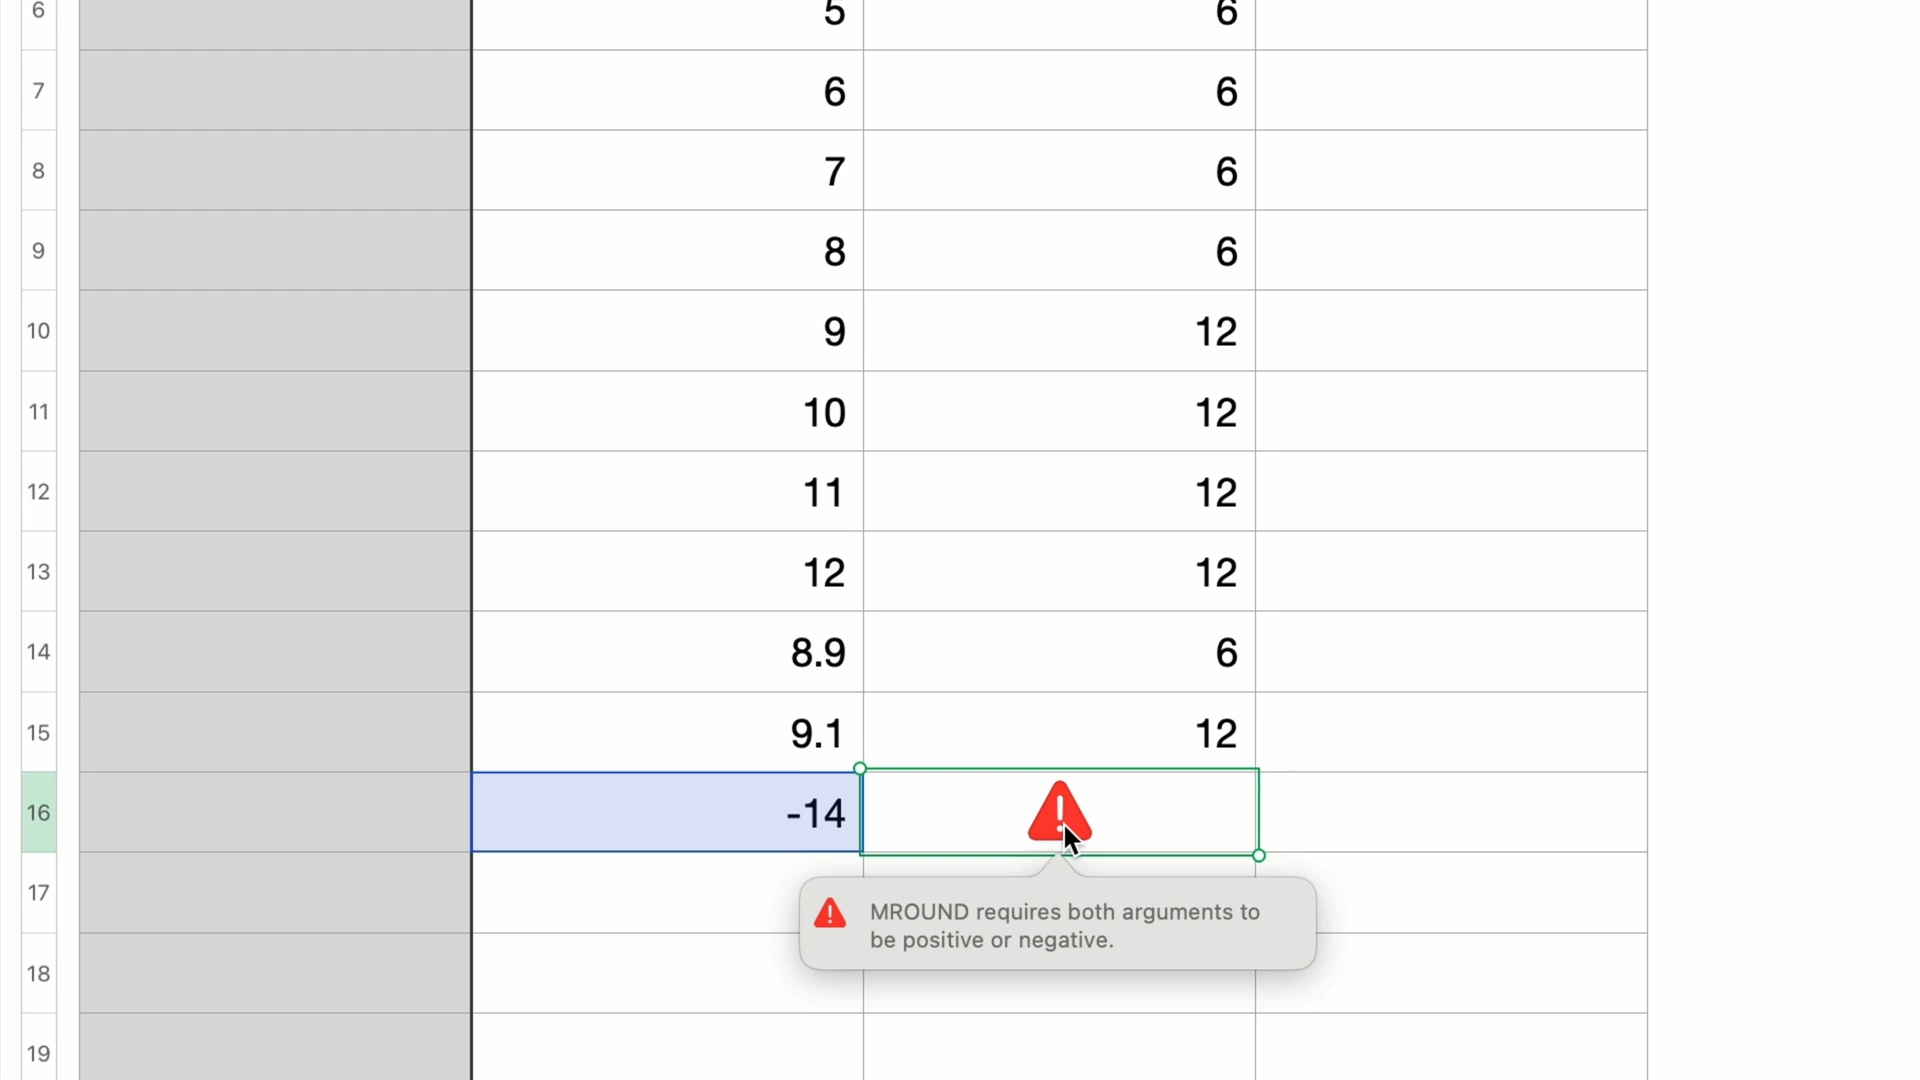 6 5 6
7 6 6
8 7 6
9 8 6
10 9 12
11 10 12
12 11 12
13 12 12
14 8.9 6
15 9.1 12
16 -14
17
MROUND requires both arguments to
be positive or negative.
18
19